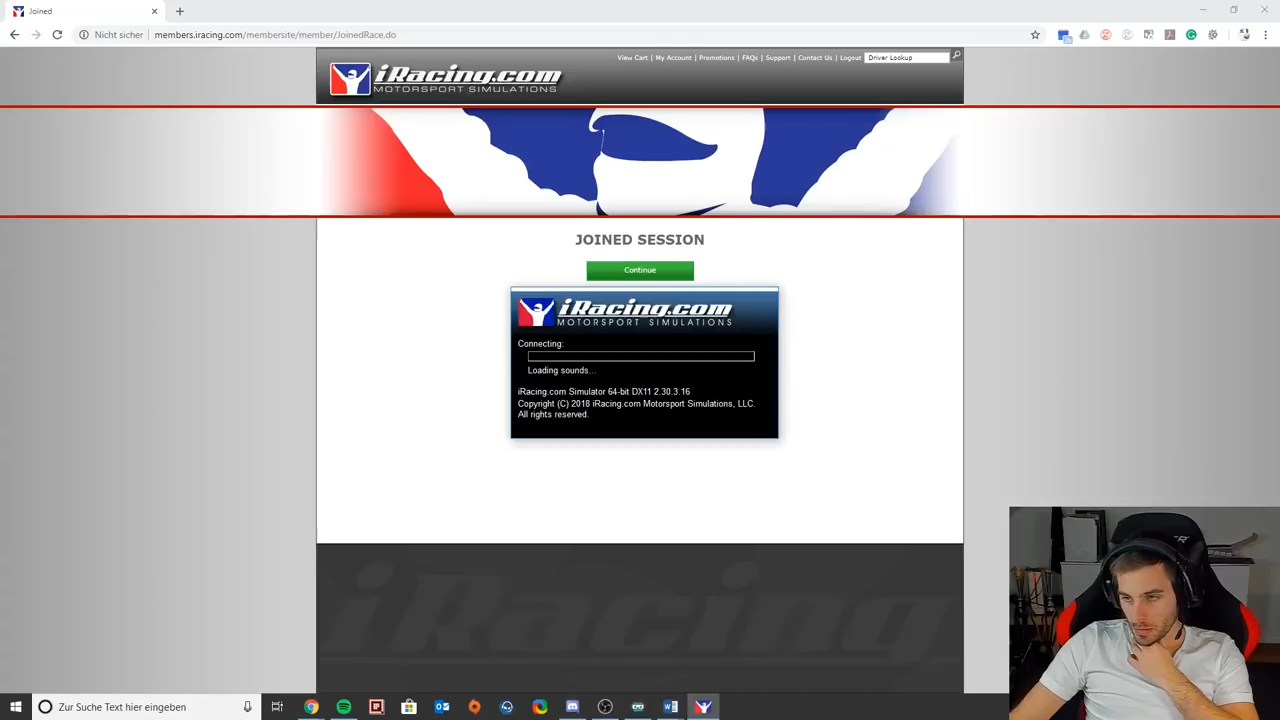 Joined
Nicht sicher
members.iracing.com/membersite/member/JoinedRace.do
View Cart | My Account | Promotions | FAQs | Support | Contact Us | Logout
Driver Lookup
iRacing.com
MOTORSPORT SIMULATIONS
JOINED SESSION
Continue
iRacing.com
MOTORSPORT SIMULATIONS
Connecting:
Loading sounds...
iRacing.com Simulator 64-bit DX11 2.30.3.16
Copyright (C) 2018 iRacing.com Motorsport Simulations, LLC.
All rights reserved.
iRacing
Zur Suche Text hier eingeben